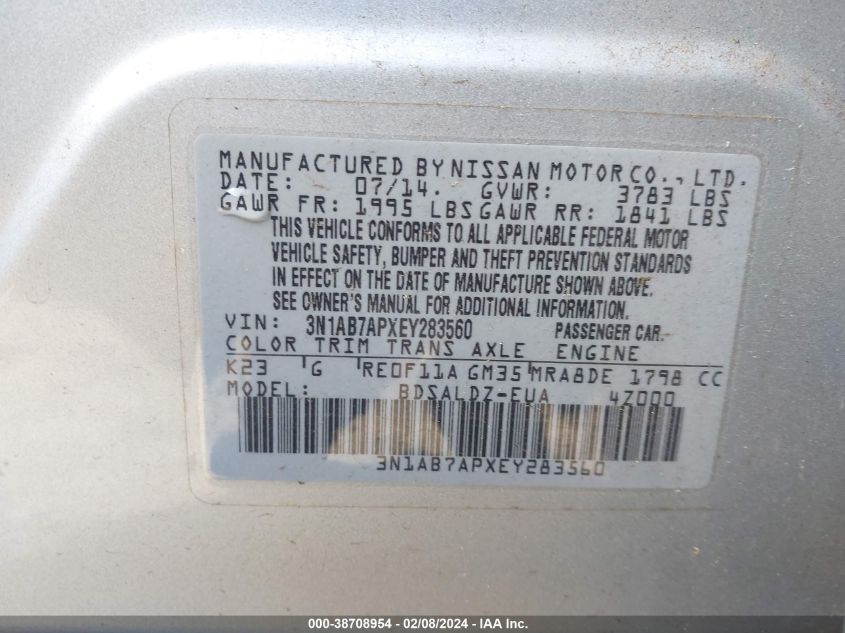 MANUFACTURED BY NISSAN MOTOR CO., LTD.
DATE: 07/14. GVWR: 3783 LBS
GAWR FR: 1995 LBS GAWR RR: 1841 LBS
THIS VEHICLE CONFORMS TO ALL APPLICABLE FEDERAL MOTOR
VEHICLE SAFETY, BUMPER AND THEFT PREVENTION STANDARDS
IN EFFECT ON THE DATE OF MANUFACTURE SHOWN ABOVE.
SEE OWNER'S MANUAL FOR ADDITIONAL INFORMATION.
VIN: 3N1AB7APXEY283560 PASSENGER CAR.
COLOR TRIM TRANS AXLE ENGINE
K23 G RE0F11A GM35 MRA8DE 1798 CC
MODEL: BDSALDZ-EUA 4Z000
3N1AB7APXEY283560
000-38708954 - 02/08/2024 - IAA Inc.